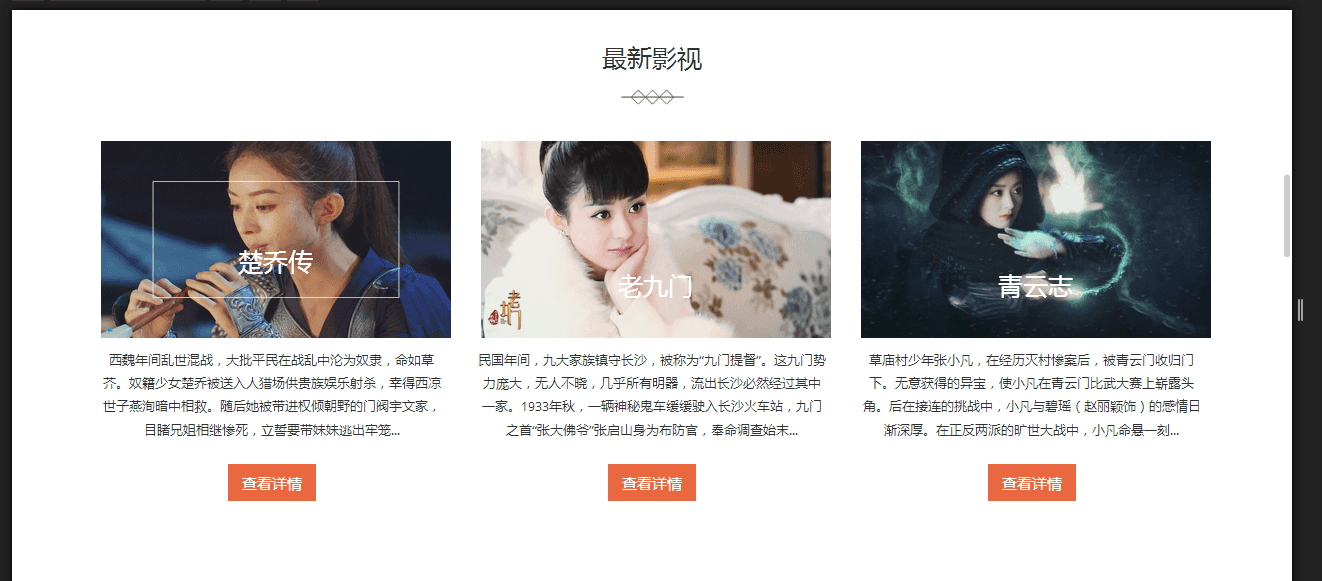 最新影视
楚乔传
老九门
青云志
老九门
西魏年间乱世混战，大批平民在战乱中沦为奴隶，命如草
芥。奴籍少女楚乔被送入人猎场供贵族娱乐射杀，幸得西凉
世子燕洵暗中相救。随后她被带进权倾朝野的门阀宇文家，
目睹兄姐相继惨死，立誓要带妹妹逃出牢笼...
查看详情
民国年间，九大家族镇守长沙，被称为“九门提督”。这九门势
力庞大，无人不晓，几乎所有明器，流出长沙必然经过其中
一家。1933年秋，一辆神秘鬼车缓缓驶入长沙火车站，九门
之首“张大佛爷”张启山身为布防官，奉命调查始末...
查看详情
草庙村少年张小凡，在经历灭村惨案后，被青云门收归门
下。无意获得的异宝，使小凡在青云门比武大赛上崭露头
角。后在接连的挑战中，小凡与碧瑶（赵丽颖饰）的感情日
渐深厚。在正反两派的旷世大战中，小凡命悬一刻...
查看详情